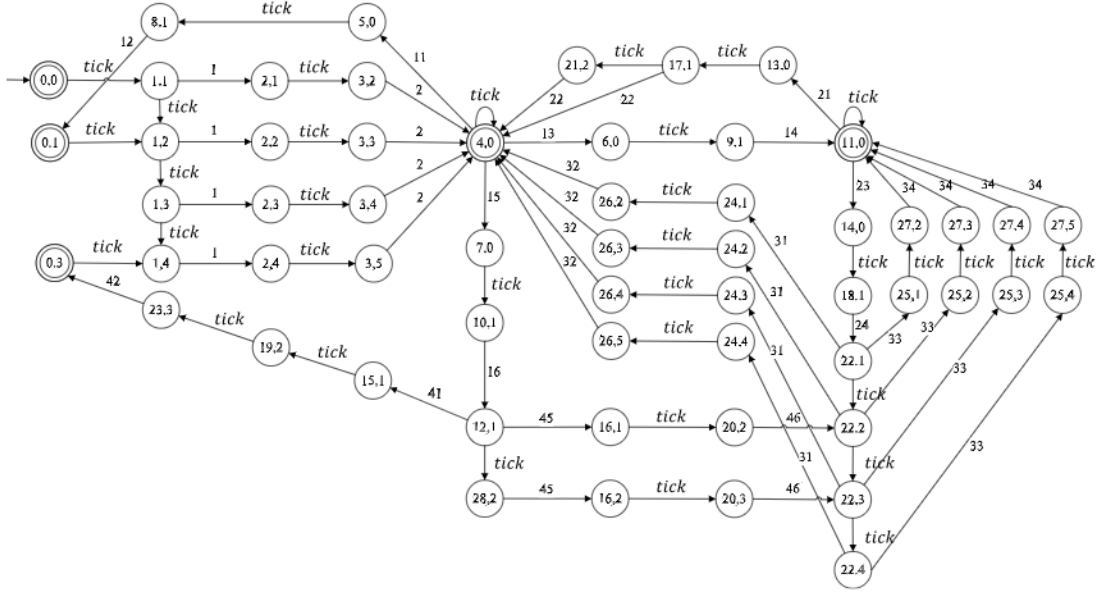 tick
8,1 5,0
12 11
tick tick tick tick
0,0 1,1 1 2,1 3,2 2 21,2 17,1 13,0
tick 22 22 21 tick
tick tick
0,1 1,2 1 2,2 3,3 2 4,0 13 6,0 tick 9,1 14 11,0
tick 2 32 23
tick tick
1,3 1 2,3 3,4 2 15 32 26,2 24,1 34 34 34 34
tick tick 32 14,0 27,2 27,3 27,4 27,5
tick tick tick
0,3 1,4 1 2,4 3,5 7,0 32 26,3 24,2 31 tick tick tick tick tick
42 tick tick
23,3 10,1 26,4 24,3 31 18,1 25,1 25,2 25,3 25,4
tick tick 24
19,2 16 26,5 24,4 31 22,1 33 33 33
tick
15,1 41 tick
12,1 45 16,1 tick 20,2 46 22,2 33
tick 31 tick
28,2 45 16,2 tick 20,3 46 22,3
tick
22,4